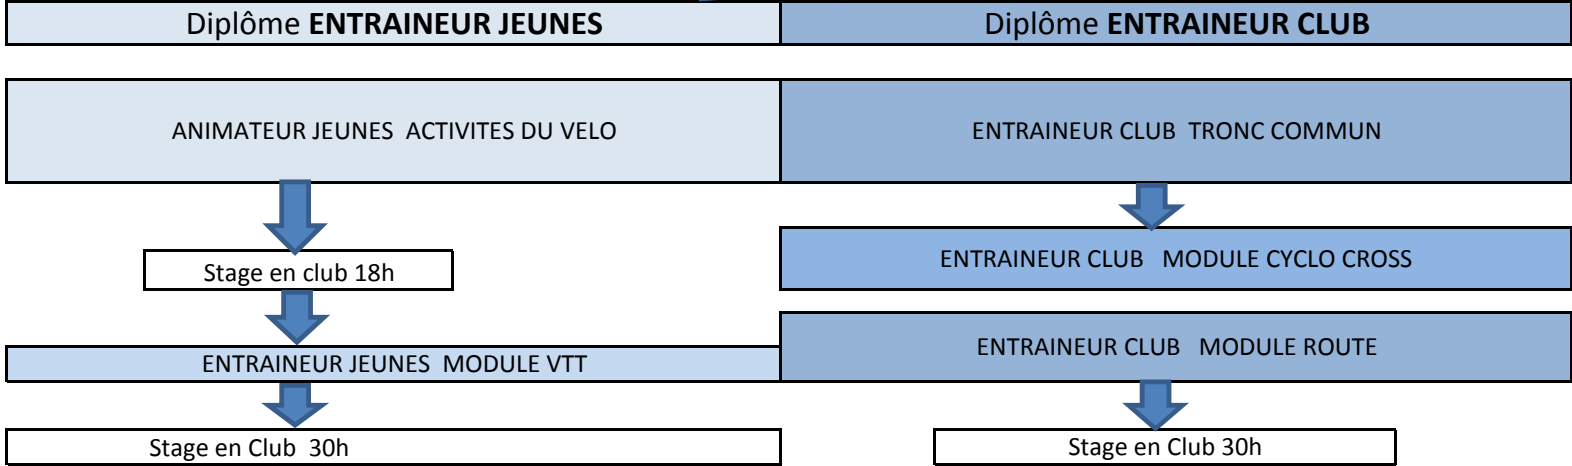 Diplôme ENTRAINEUR JEUNES
Diplôme ENTRAINEUR CLUB
ANIMATEUR JEUNES ACTIVITES DU VELO
ENTRAINEUR CLUB TRONC COMMUN
Stage en club 18h
ENTRAINEUR CLUB MODULE CYCLO CROSS
ENTRAINEUR JEUNES MODULE VTT
ENTRAINEUR CLUB MODULE ROUTE
Stage en Club 30h
Stage en Club 30h